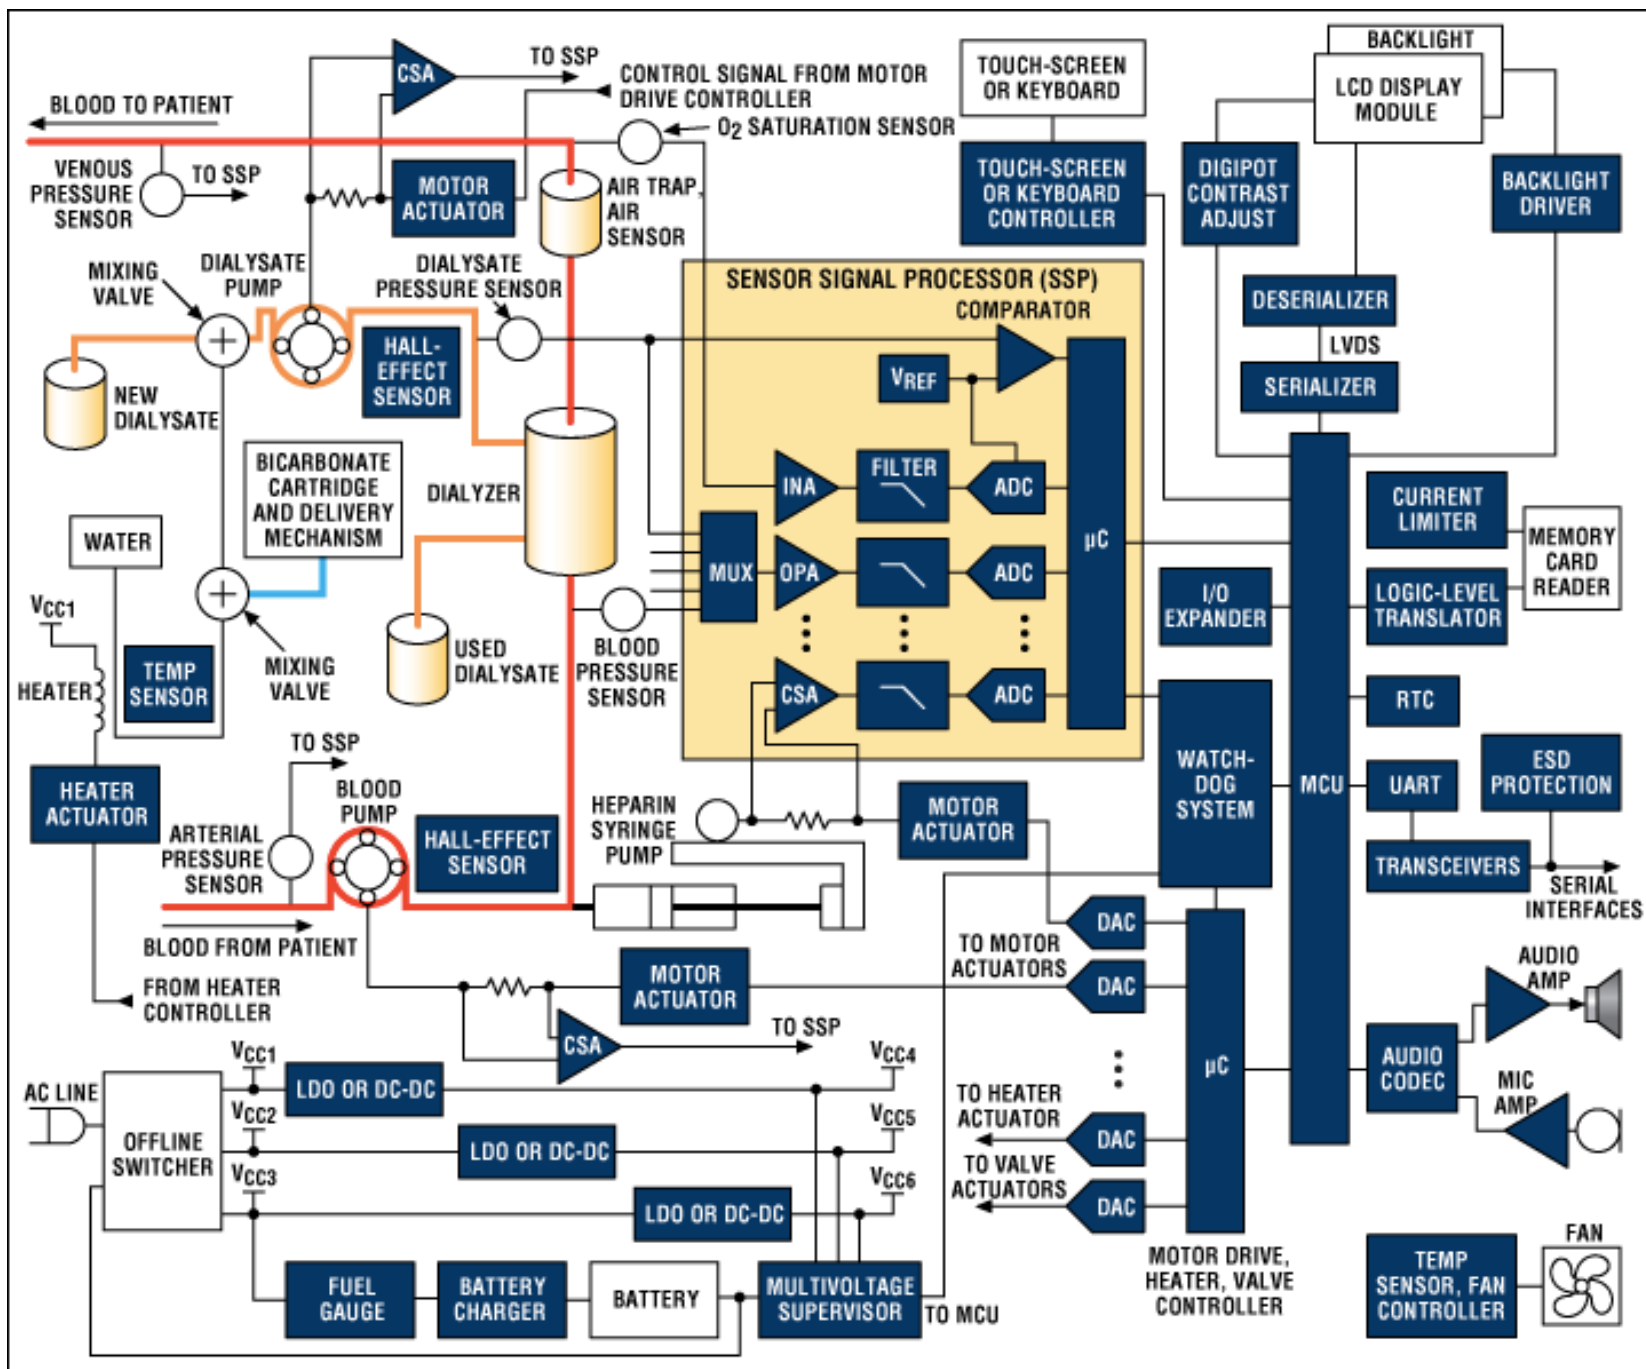 BACKLIGHT
LCD DISPLAY
MODULE
TOUCH-SCREEN
OR KEYBOARD
TO SSP
CSA
CONTROL SIGNAL FROM MOTOR
DRIVE CONTROLLER
O2 SATURATION SENSOR
BLOOD TO PATIENT
VENOUS
PRESSURE
SENSOR
TO SSP
MOTOR
ACTUATOR
AIR TRAP,
AIR
SENSOR
TOUCH-SCREEN
OR KEYBOARD
CONTROLLER
DIGIPOT
CONTRAST
ADJUST
BACKLIGHT
DRIVER
MIXING
VALVE
DIALYSATE
PUMP
DIALYSATE
PRESSURE SENSOR
SENSOR SIGNAL PROCESSOR (SSP)
COMPARATOR
DESERIALIZER
LVDS
SERIALIZER
HALL-
EFFECT
SENSOR
VREF
NEW
DIALYSATE
BICARBONATE
CARTRIDGE
AND DELIVERY
MECHANISM
DIALYZER
INA
FILTER
ADC
µC
CURRENT
LIMITER
MEMORY
CARD
READER
WATER
MUX
OPA
ADC
I/O
EXPANDER
LOGIC-LEVEL
TRANSLATOR
VCC1
HEATER
TEMP
SENSOR
MIXING
VALVE
USED
DIALYSATE
BLOOD
PRESSURE
SENSOR
CSA
ADC
RTC
TO SSP
HEATER
ACTUATOR
BLOOD
PUMP
WATCH-
DOG
SYSTEM
MCU
UART
ESD
PROTECTION
ARTERIAL
PRESSURE
SENSOR
HALL-EFFECT
SENSOR
HEPARIN
SYRINGE
PUMP
MOTOR
ACTUATOR
TRANSCEIVERS
SERIAL
INTERFACES
BLOOD FROM PATIENT
DAC
TO MOTOR
ACTUATORS
FROM HEATER
CONTROLLER
MOTOR
ACTUATOR
DAC
AUDIO
AMP
CSA
TO SSP
µC
AUDIO
CODEC
MIC
AMP
AC LINE
OFFLINE
SWITCHER
VCC1
LDO OR DC-DC
VCC4
VCC2
LDO OR DC-DC
VCC5
VCC3
LDO OR DC-DC
VCC6
TO HEATER
ACTUATOR
DAC
TO VALVE
ACTUATORS
DAC
MOTOR DRIVE,
HEATER, VALVE
CONTROLLER
FUEL
GAUGE
BATTERY
CHARGER
BATTERY
MULTIVOLTAGE
SUPERVISOR
TO MCU
TEMP
SENSOR, FAN
CONTROLLER
FAN